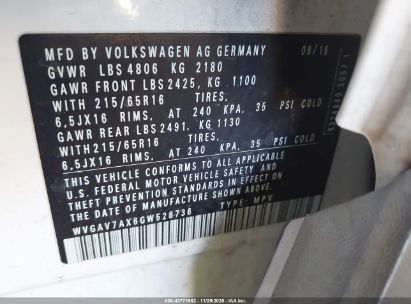 MFD BY VOLKSWAGEN AG GERMANY 08/15
GVWR LBS 4806 KG 2180
GAWR FRONT LBS 2425, KG 1100
WITH 215/65R16 TIRES,
6,5JX16 RIMS, AT 240 KPA, 35 PSI COLD
GAWR REAR LBS 2491, KG 1130
WITH 215/65R16 TIRES,
6,5JX16 RIMS, AT 240 KPA, 35 PSI COLD
THIS VEHICLE CONFORMS TO ALL APPLICABLE
U.S. FEDERAL MOTOR VEHICLE SAFETY AND
THEFT PREVENTION STANDARDS IN EFFECT ON
THE DATE OF MANUFACTURE SHOWN ABOVE.
WVGAV7AX6GW528736 TYPE: MPV